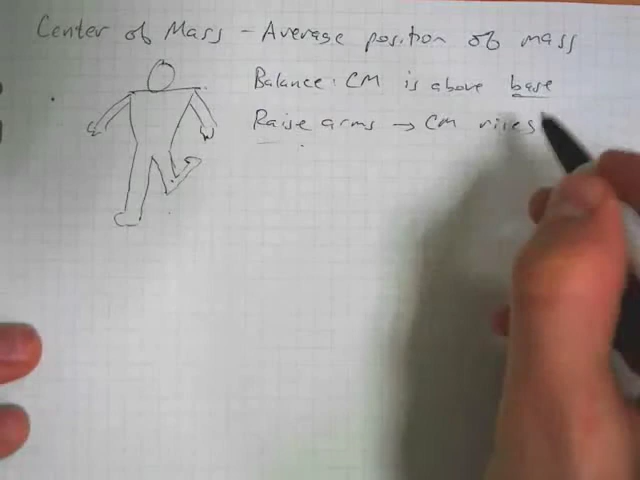 Center of Mass - Average position of mass
Balance: CM is above base
Raise arms → CM rises